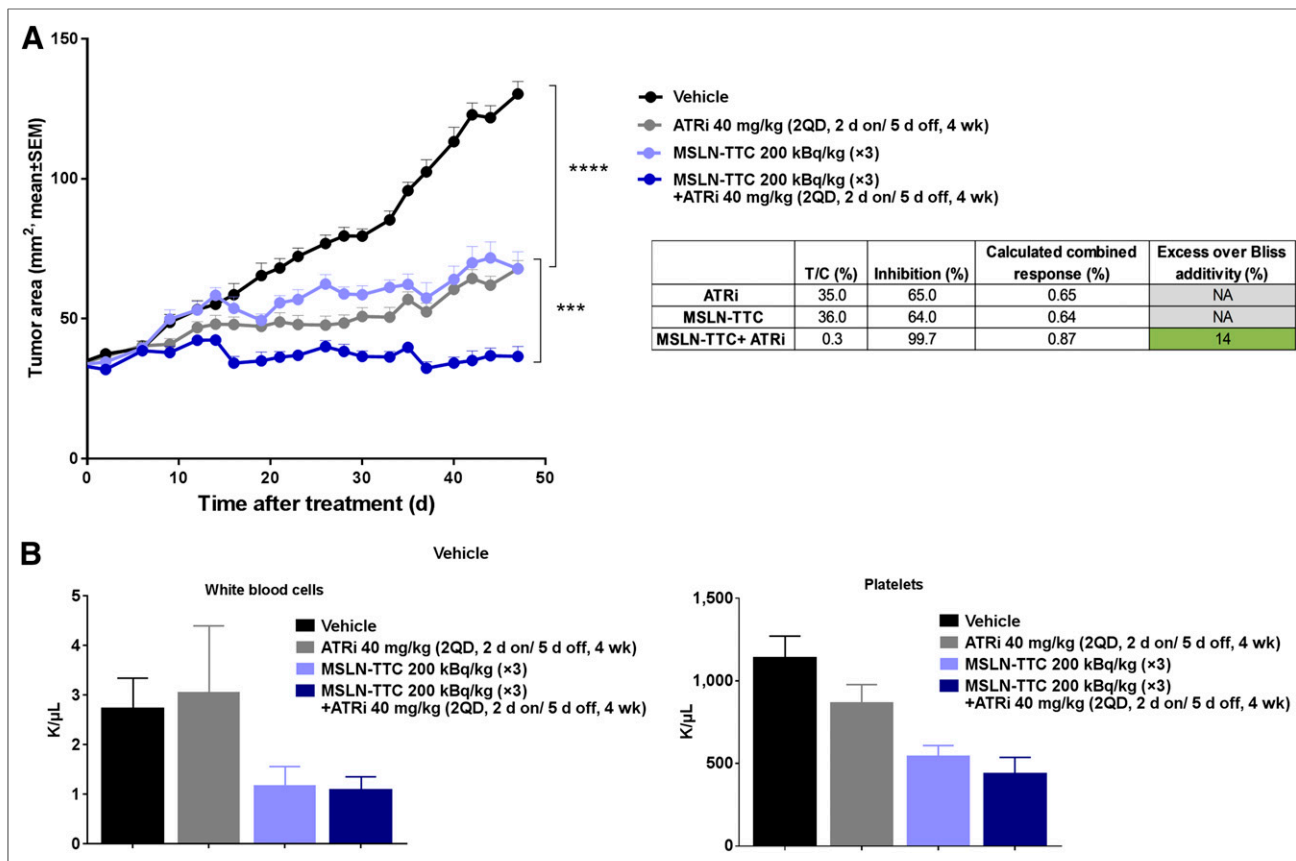 A
150
100
50
0
Tumor area (mm², mean±SEM)
0 10 20 30 40 50
Time after treatment (d)
****
***
Vehicle
ATRi 40 mg/kg (2QD, 2 d on/ 5 d off, 4 wk)
MSLN-TTC 200 kBq/kg (×3)
MSLN-TTC 200 kBq/kg (×3)
+ATRi 40 mg/kg (2QD, 2 d on/ 5 d off, 4 wk)
T/C (%) Inhibition (%) Calculated combined response (%) Excess over Bliss additivity (%)
ATRi 35.0 65.0 0.65 NA
MSLN-TTC 36.0 64.0 0.64 NA
MSLN-TTC+ ATRi 0.3 99.7 0.87 14
B
Vehicle
White blood cells
5
4
3
2
1
0
K/µL
Vehicle
ATRi 40 mg/kg (2QD, 2 d on/ 5 d off, 4 wk)
MSLN-TTC 200 kBq/kg (×3)
MSLN-TTC 200 kBq/kg (×3)
+ATRi 40 mg/kg (2QD, 2 d on/ 5 d off, 4 wk)
Platelets
1,500
1,000
500
0
K/µL
Vehicle
ATRi 40 mg/kg (2QD, 2 d on/ 5 d off, 4 wk)
MSLN-TTC 200 kBq/kg (×3)
MSLN-TTC 200 kBq/kg (×3)
+ATRi 40 mg/kg (2QD, 2 d on/ 5 d off, 4 wk)